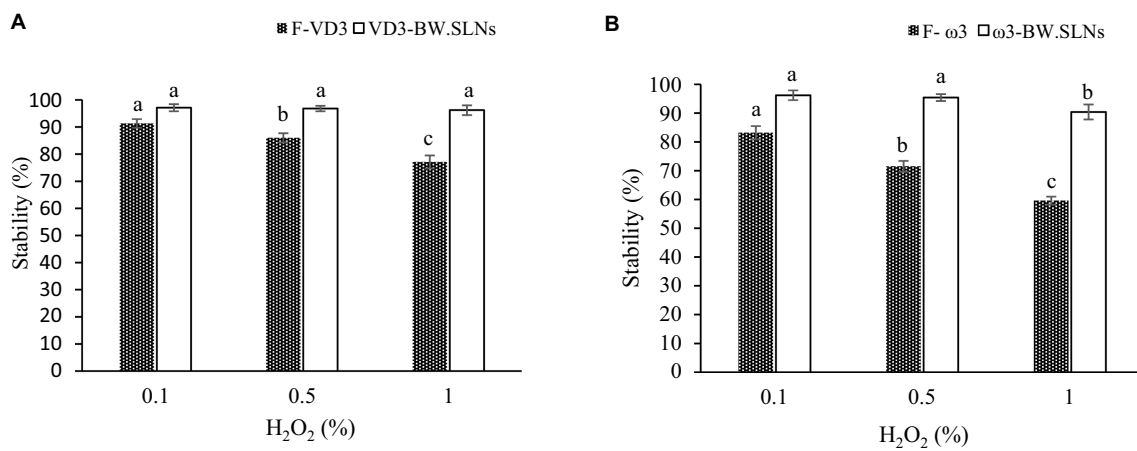 A
F-VD3 VD3-BW.SLNs
a a b a c a
100
90
80
70
60
50
40
30
20
10
0
Stability (%)
0.1 0.5 1
H₂O₂ (%)
B
F- ω3 ω3-BW.SLNs
a a b a c b
100
90
80
70
60
50
40
30
20
10
0
Stability (%)
0.1 0.5 1
H₂O₂ (%)